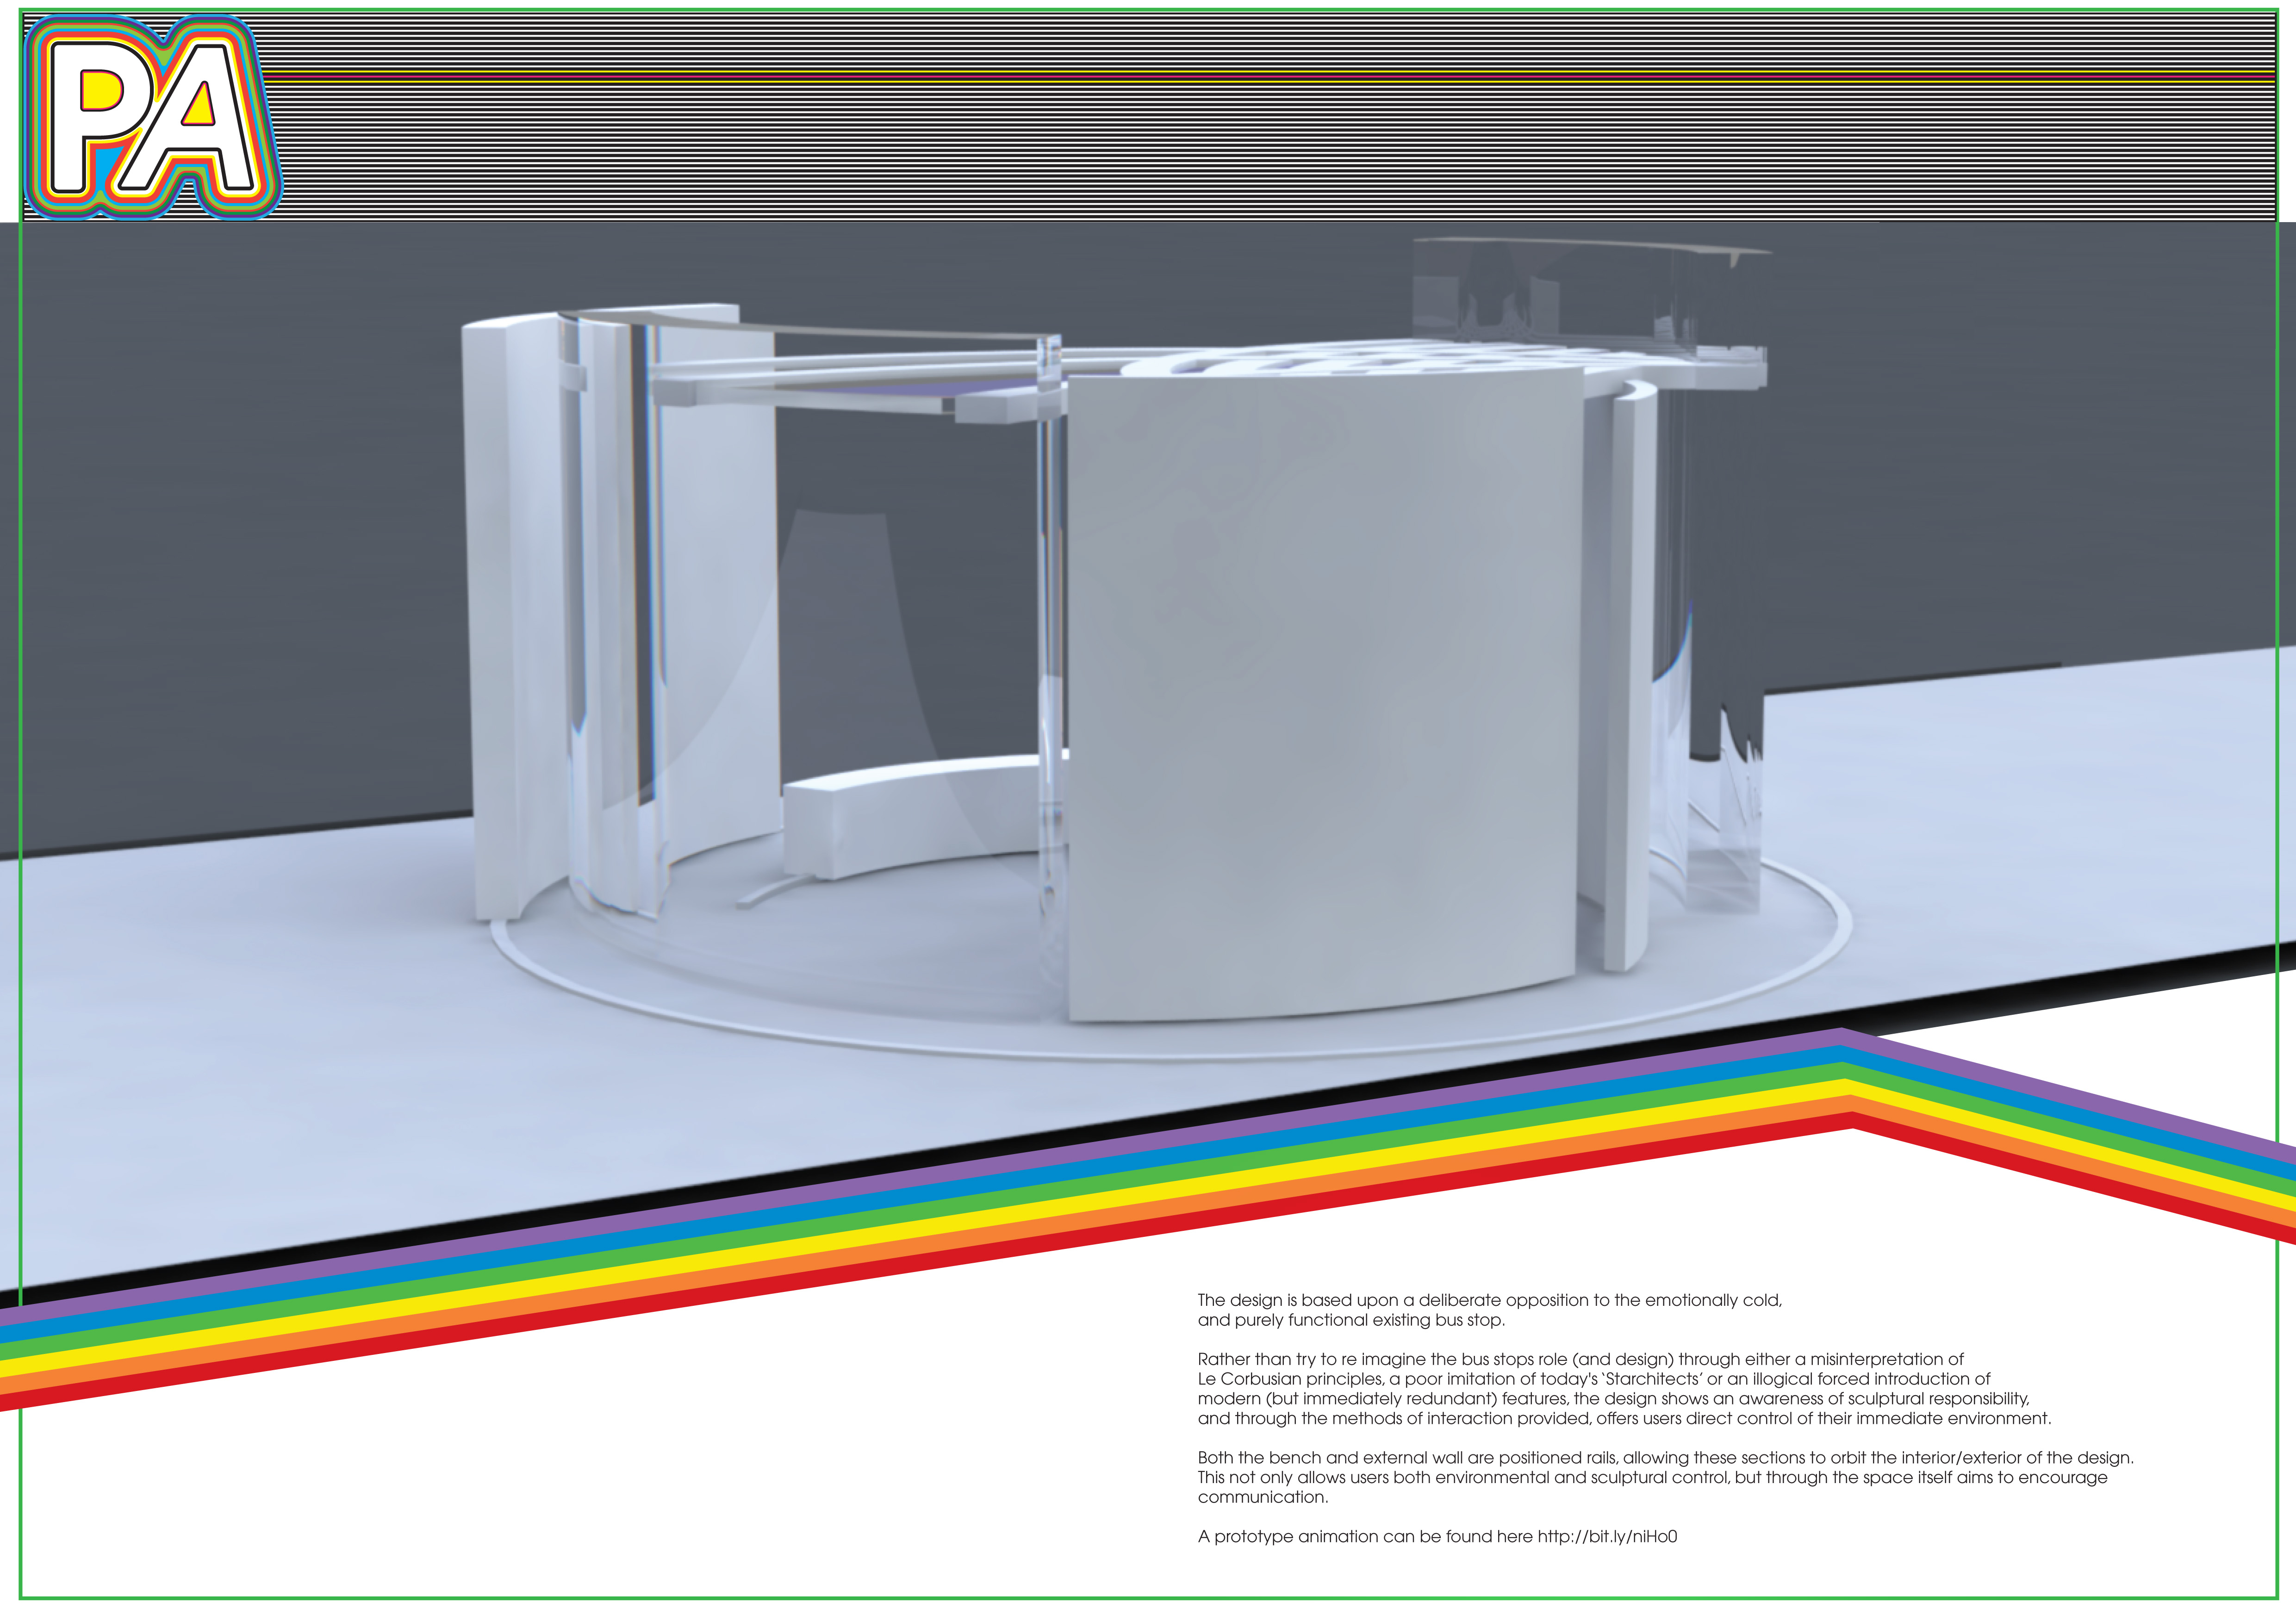 PA
The design is based upon a deliberate opposition to the emotionally cold,
and purely functional existing bus stop.
Rather than try to re imagine the bus stops role (and design) through either a misinterpretation of
Le Corbusian principles, a poor imitation of today's ‘Starchitects’ or an illogical forced introduction of
modern (but immediately redundant) features, the design shows an awareness of sculptural responsibility,
and through the methods of interaction provided, offers users direct control of their immediate environment.
Both the bench and external wall are positioned rails, allowing these sections to orbit the interior/exterior of the design.
This not only allows users both environmental and sculptural control, but through the space itself aims to encourage
communication.
A prototype animation can be found here http://bit.ly/niHo0